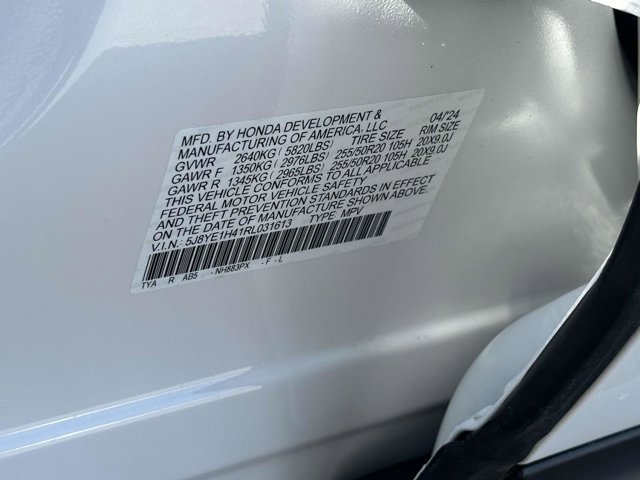 MFD. BY HONDA DEVELOPMENT & 04/24
MANUFACTURING OF AMERICA, LLC
TIRE SIZE RIM SIZE
GVWR 2640KG ( 5820LBS)
GAWR F 1350KG ( 2976LBS) 255/50R20 105H 20X9.0J
GAWR R 1345KG ( 2965LBS) 255/50R20 105H 20X9.0J
THIS VEHICLE CONFORMS TO ALL APPLICABLE
FEDERAL MOTOR VEHICLE SAFETY
AND THEFT PREVENTION STANDARDS IN EFFECT
ON THE DATE OF MANUFACTURE SHOWN ABOVE.
V.I.N: 5J8YE1H41RL031613 TYPE: MPV
TYA R AB5 - NH883PX - F - L